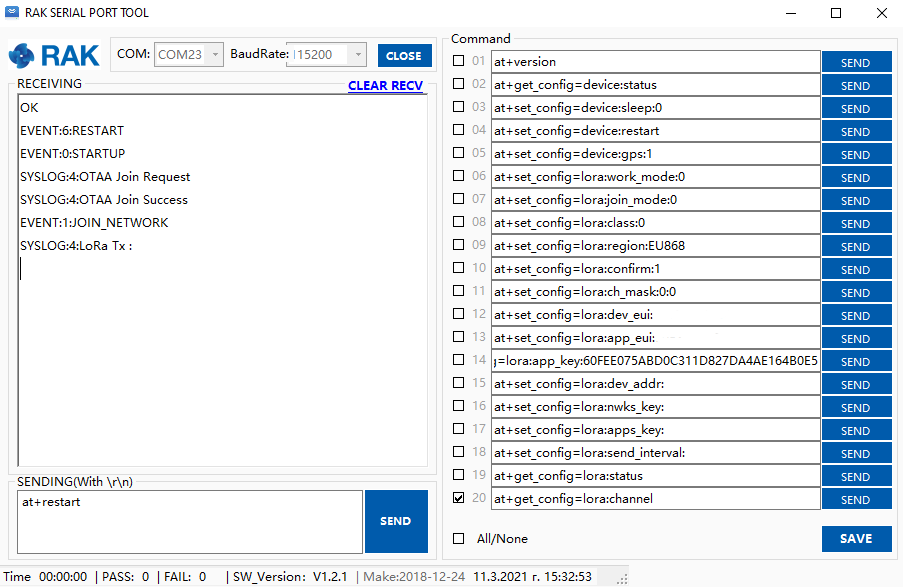 RAK SERIAL PORT TOOL
RAK
COM: COM23 BaudRate: 115200 CLOSE
RECEIVING
CLEAR RECV
OK
EVENT:6:RESTART
EVENT:0:STARTUP
SYSLOG:4:OTAA Join Request
SYSLOG:4:OTAA Join Success
EVENT:1:JOIN_NETWORK
SYSLOG:4:LoRa Tx :
SENDING(With \r\n)
at+restart
SEND
Command
01 at+version SEND
02 at+get_config=device:status SEND
03 at+set_config=device:sleep:0 SEND
04 at+set_config=device:restart SEND
05 at+set_config=device:gps:1 SEND
06 at+set_config=lora:work_mode:0 SEND
07 at+set_config=lora:join_mode:0 SEND
08 at+set_config=lora:class:0 SEND
09 at+set_config=lora:region:EU868 SEND
10 at+set_config=lora:confirm:1 SEND
11 at+set_config=lora:ch_mask:0:0 SEND
12 at+set_config=lora:dev_eui: SEND
13 at+set_config=lora:app_eui: SEND
14 g=lora:app_key:60FEE075ABD0C311D827DA4AE164B0E5 SEND
15 at+set_config=lora:dev_addr: SEND
16 at+set_config=lora:nwks_key: SEND
17 at+set_config=lora:apps_key: SEND
18 at+set_config=lora:send_interval: SEND
19 at+get_config=lora:status SEND
20 at+get_config=lora:channel SEND
All/None SAVE
Time 00:00:00 | PASS: 0 | FAIL: 0 | SW_Version: V1.2.1 | Make:2018-12-24 11.3.2021 г. 15:32:53